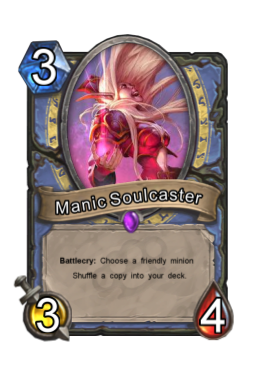 3
Manic Soulcaster
Battlecry: Choose a friendly minion
Shuffle a copy into your deck.
3
4